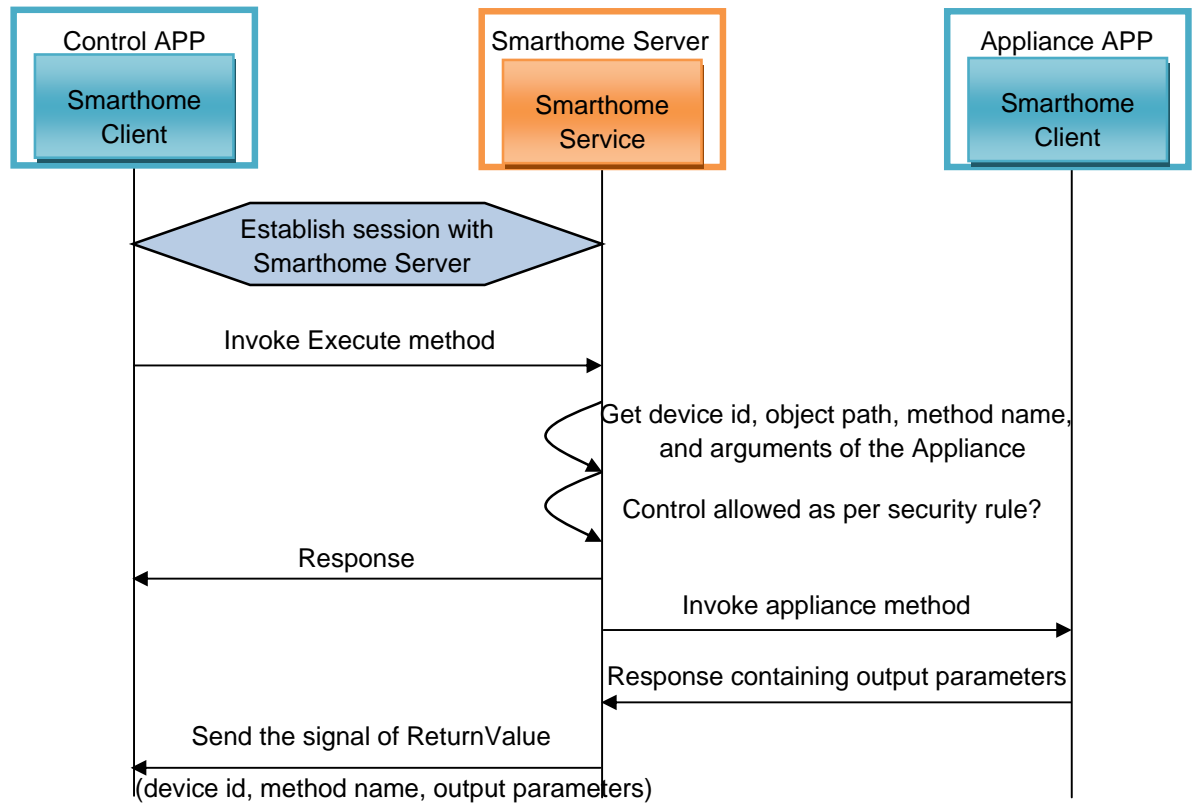 Control APP
Smarthome
Client
Smarthome Server
Smarthome
Service
Appliance APP
Smarthome
Client
Establish session with
Smarthome Server
Invoke Execute method
Get device id, object path, method name,
and arguments of the Appliance
Control allowed as per security rule?
Response
Invoke appliance method
Response containing output parameters
Send the signal of ReturnValue
(device id, method name, output parameters)